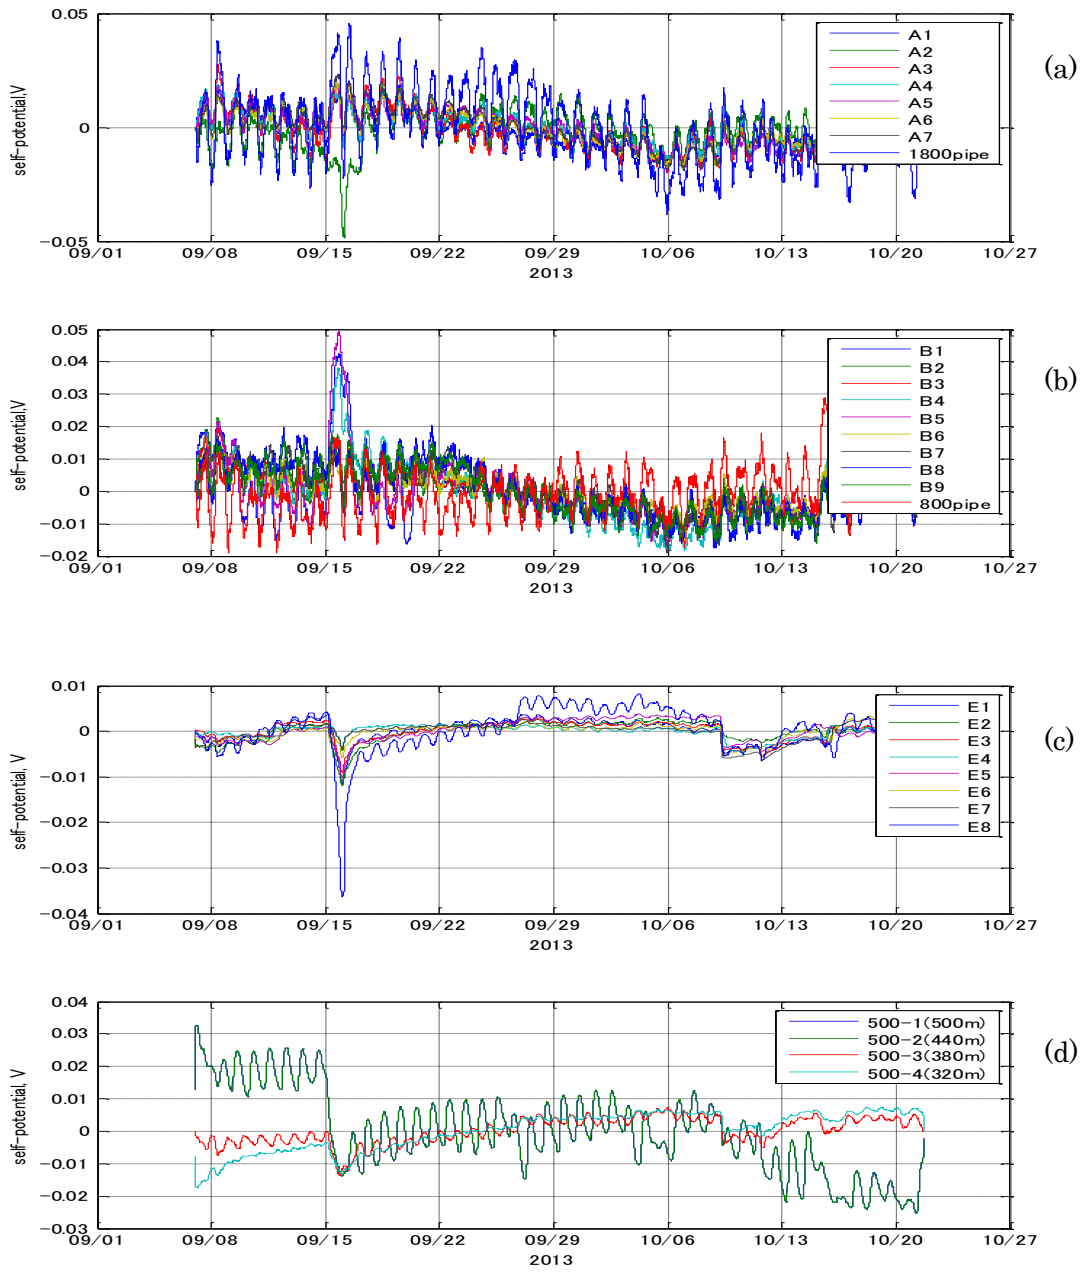 0.05
0
−0.05
self-potential,V
09/01 09/08 09/15 09/22 09/29 10/06 10/13 10/20 10/27
2013
A1
A2
A3
A4
A5
A6
A7
1800pipe
(a)
0.05
0.04
0.03
0.02
0.01
0
−0.01
−0.02
self-potential,V
09/01 09/08 09/15 09/22 09/29 10/06 10/13 10/20 10/27
2013
B1
B2
B3
B4
B5
B6
B7
B8
B9
800pipe
(b)
0.01
0
−0.01
−0.02
−0.03
−0.04
self-potential, V
09/01 09/08 09/15 09/22 09/29 10/06 10/13 10/20 10/27
2013
E1
E2
E3
E4
E5
E6
E7
E8
(c)
0.04
0.03
0.02
0.01
0
−0.01
−0.02
−0.03
self-potential, V
09/01 09/08 09/15 09/22 09/29 10/06 10/13 10/20 10/27
2013
500-1(500m)
500-2(440m)
500-3(380m)
500-4(320m)
(d)